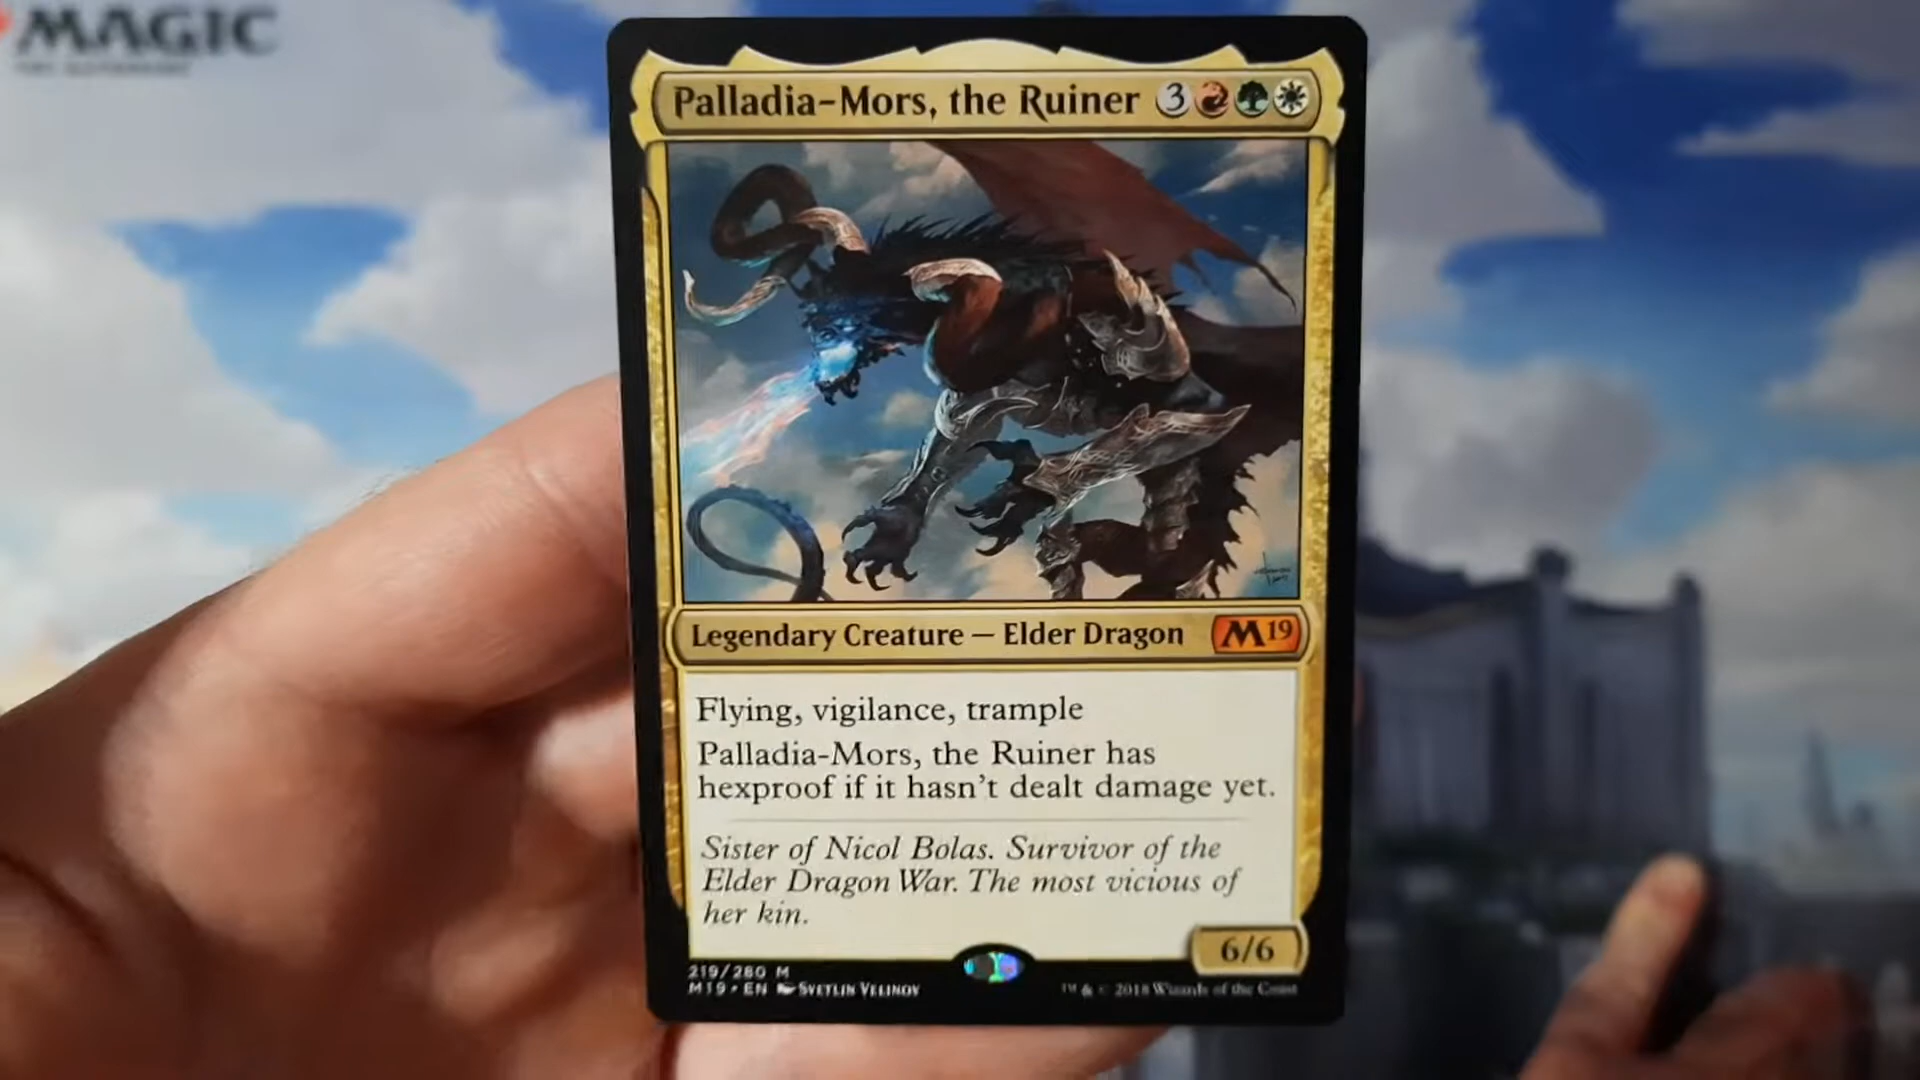 MAGIC
Palladia-Mors, the Ruiner 3
Legendary Creature — Elder Dragon M19
Flying, vigilance, trample
Palladia-Mors, the Ruiner has
hexproof if it hasn't dealt damage yet.
Sister of Nicol Bolas. Survivor of the
Elder Dragon War. The most vicious of
her kin.
6/6
219/280 M
M19 • EN Svetlin Velinov
™ & © 2018 Wizards of the Coast